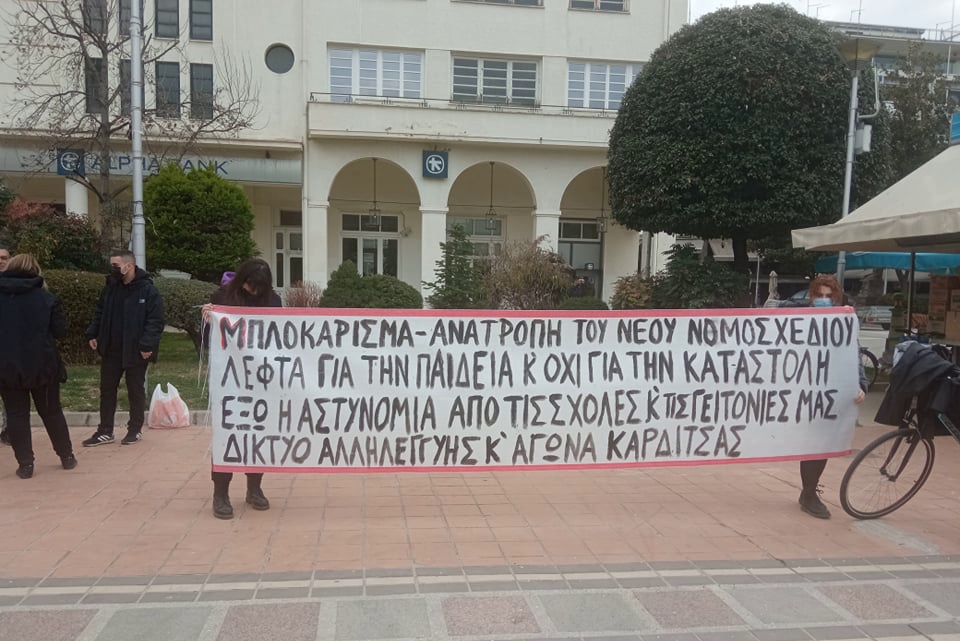 ALPHA BANK
ΜΠΛΟΚΑΡΙΣΜΑ-ΑΝΑΤΡΟΠΗ ΤΟΥ ΝΕΟΥ ΝΟΜΟΣΧΕΔΙΟΥ
ΛΕΦΤΑ ΓΙΑ ΤΗΝ ΠΑΙΔΕΙΑ Κ' ΟΧΙ ΓΙΑ ΤΗΝ ΚΑΤΑΣΤΟΛΗ
ΕΞΩ Η ΑΣΤΥΝΟΜΙΑ ΑΠΟ ΤΙΣ ΣΧΟΛΕΣ Κ' ΤΙΣ ΓΕΙΤΟΝΙΕΣ ΜΑΣ
ΔΙΚΤΥΟ ΑΛΛΗΛΕΓΓΥΗΣ Κ' ΑΓΩΝΑ ΚΑΡΔΙΤΣΑΣ